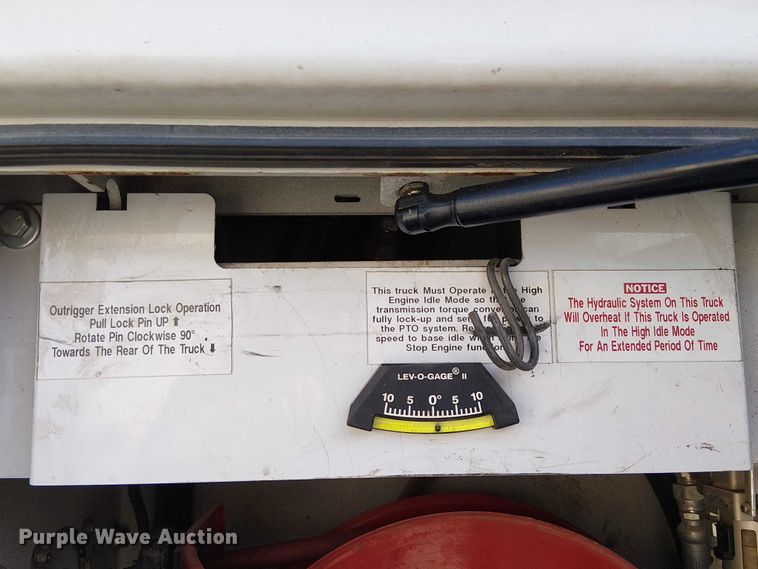 Outrigger Extension Lock Operation
Pull Lock Pin UP ⬆
Rotate Pin Clockwise 90°
Towards The Rear Of The Truck ⬇
This truck Must Operate the High
Engine Idle Mode so the
transmission torque can
fully lock-up and to
the PTO system.
speed to base idle
Stop Engine
NOTICE
The Hydraulic System On This Truck
Will Overheat If This Truck Is Operated
In The High Idle Mode
For An Extended Period Of Time
LEV-O-GAGE® II
10 5 0° 5 10
Purple Wave Auction